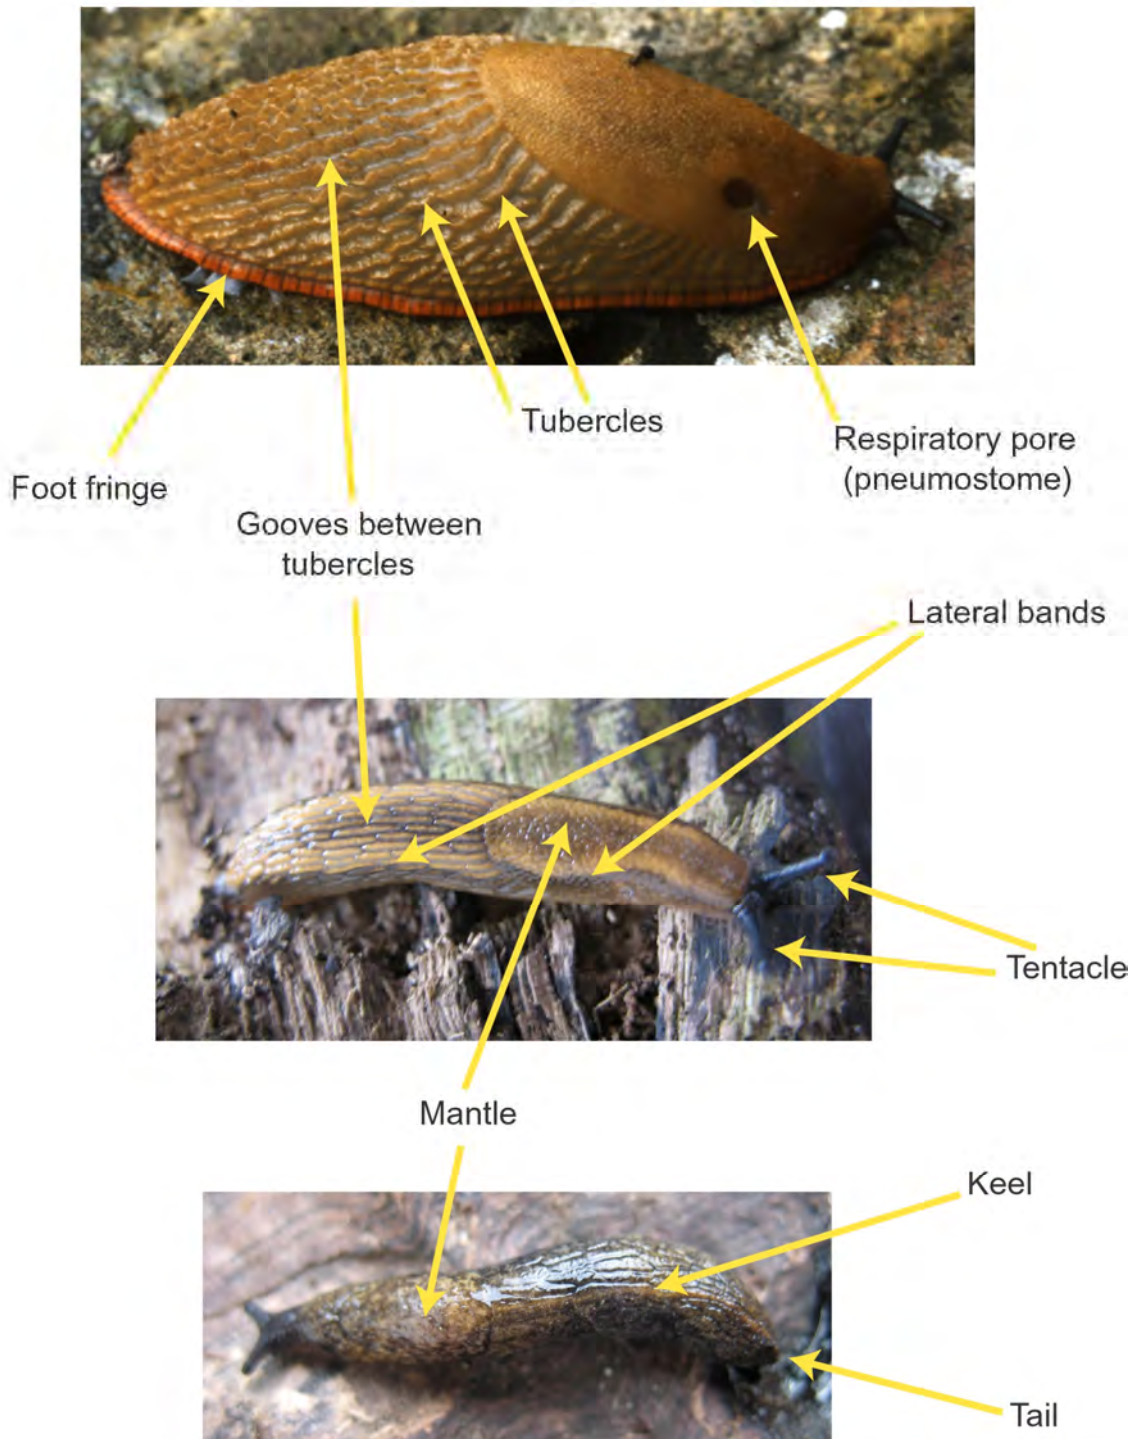 Tubercles
Respiratory pore
(pneumostome)
Foot fringe
Gooves between
tubercles
Lateral bands
Tentacle
Mantle
Keel
Tail